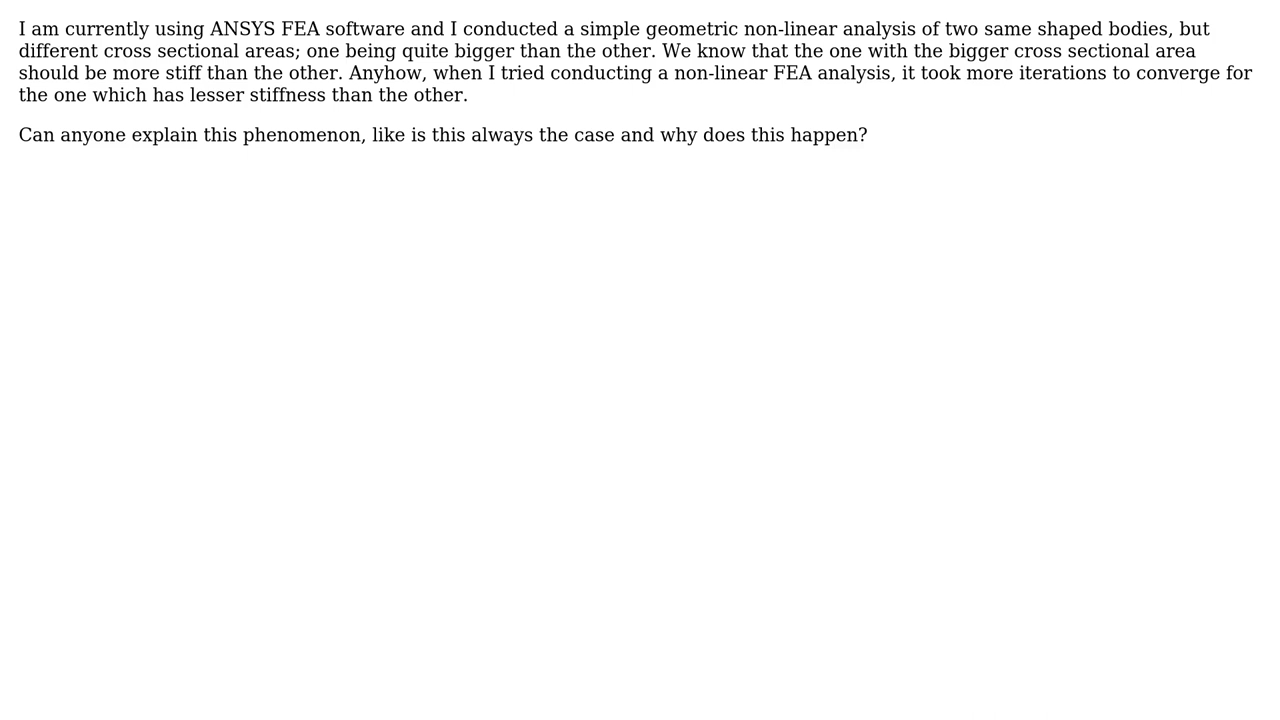 I am currently using ANSYS FEA software and I conducted a simple geometric non-linear analysis of two same shaped bodies, but
different cross sectional areas; one being quite bigger than the other. We know that the one with the bigger cross sectional area
should be more stiff than the other. Anyhow, when I tried conducting a non-linear FEA analysis, it took more iterations to converge for
the one which has lesser stiffness than the other.
Can anyone explain this phenomenon, like is this always the case and why does this happen?